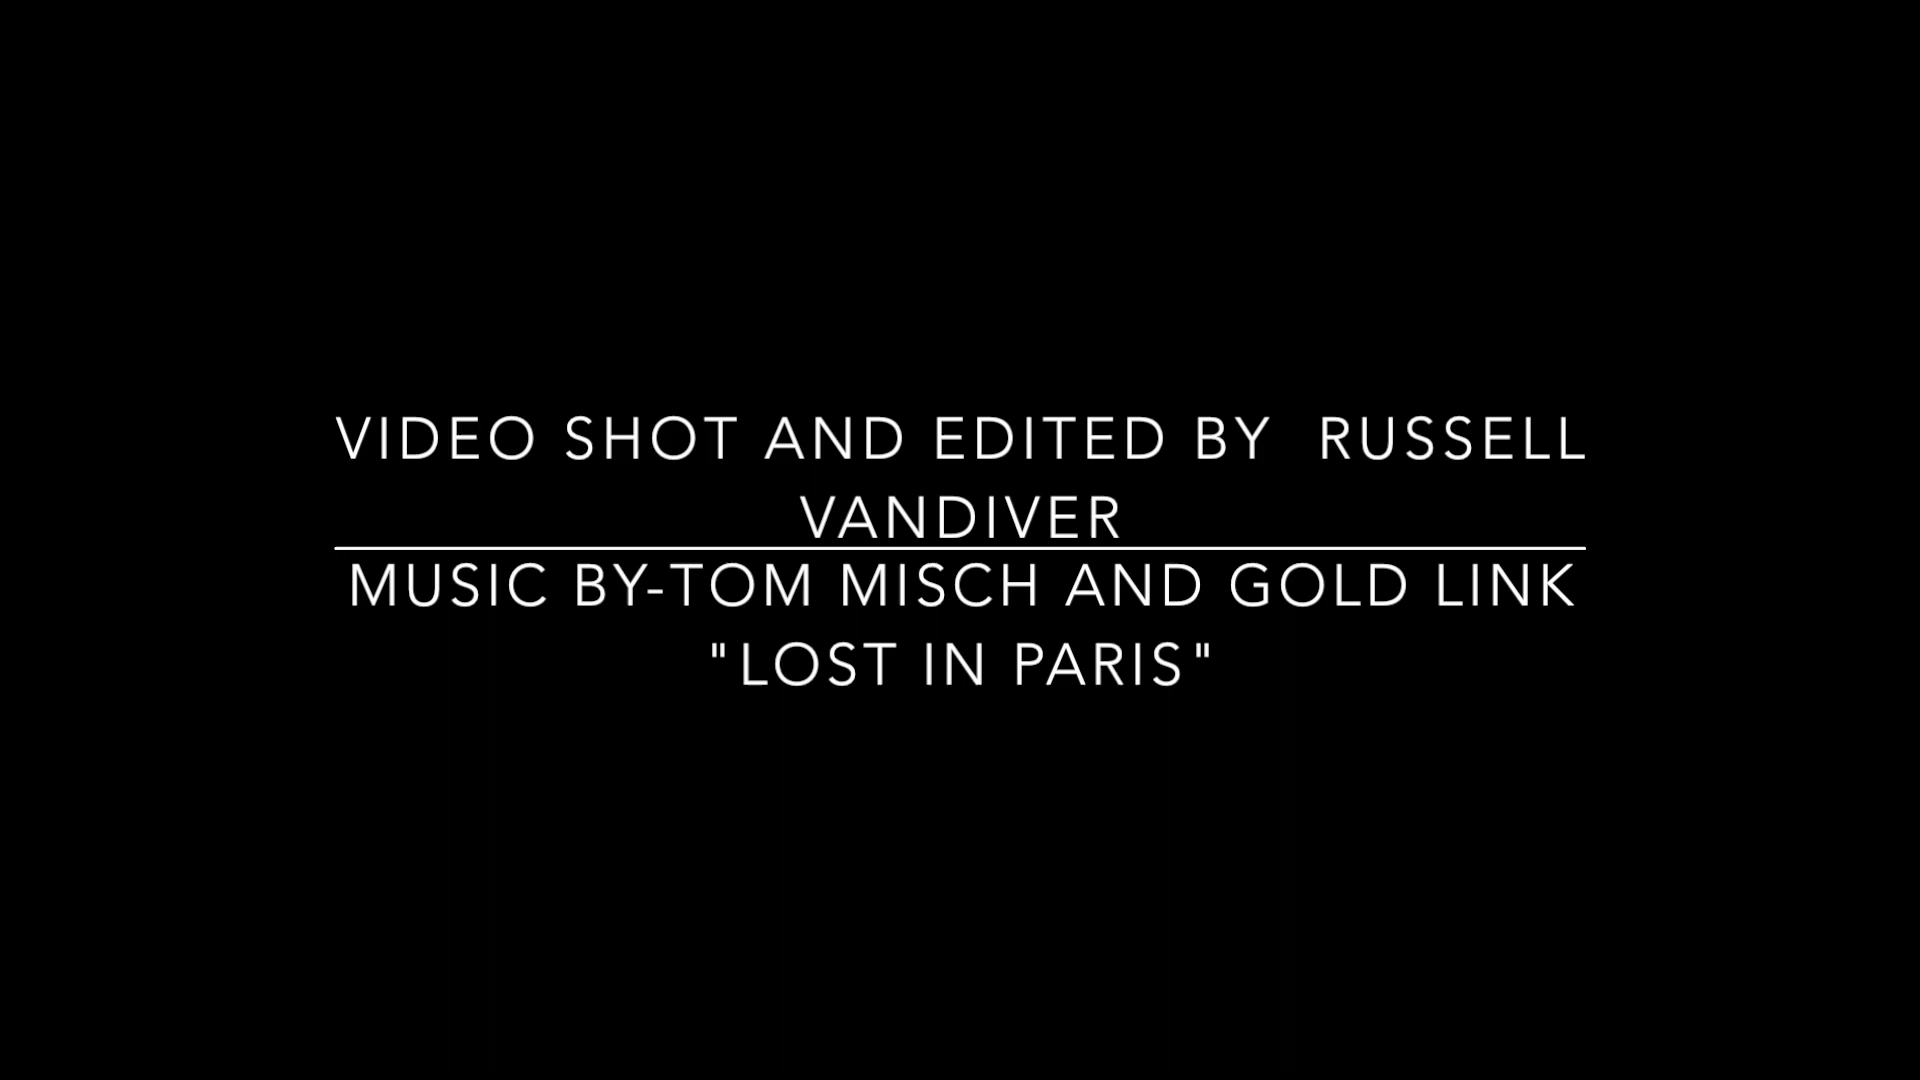 VIDEO SHOT AND EDITED BY  RUSSELL
VANDIVER
MUSIC BY-TOM MISCH AND GOLD LINK
"LOST IN PARIS"